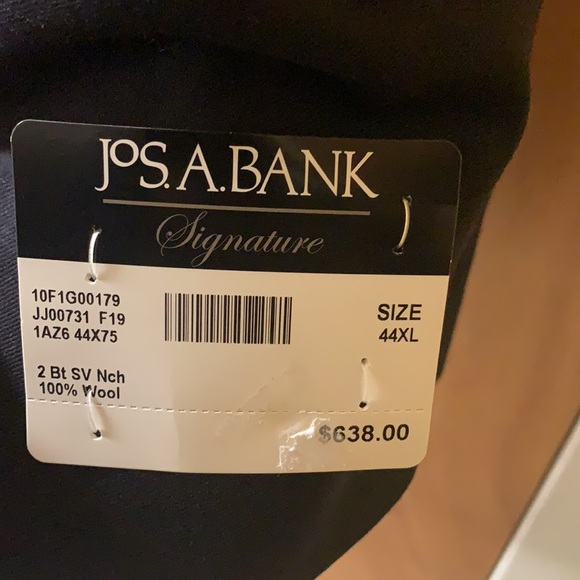 JOS. A. BANK
Signature
10F1G00179
JJ00731 F19
1AZ6 44X75
SIZE
44XL
2 Bt SV Nch
100% Wool
$638.00